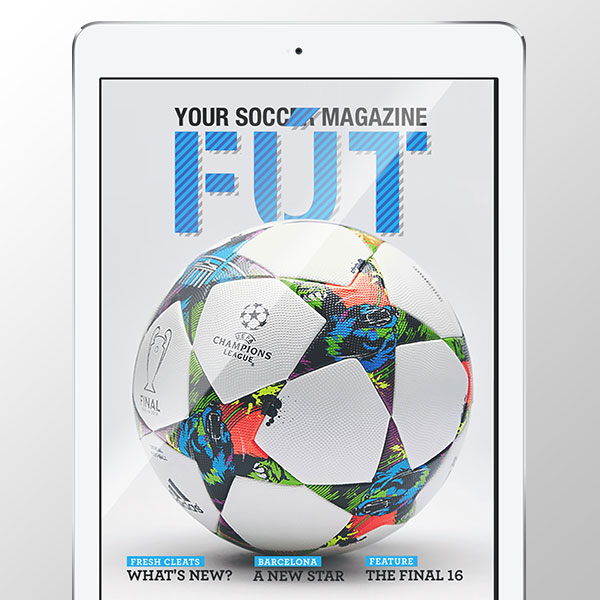 YOUR SOCCER MAGAZINE
FÚT
UEFA
CHAMPIONS
LEAGUE
FINAL
adidas
FRESH CLEATS
WHAT'S NEW?
BARCELONA
A NEW STAR
FEATURE
THE FINAL 16